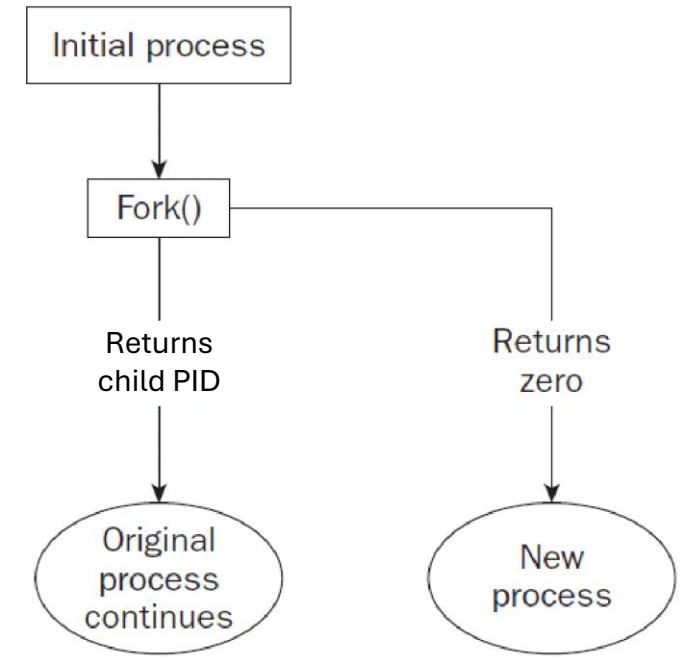 Initial process
Fork()
Returns
child PID
Returns
zero
Original
process
continues
New
process